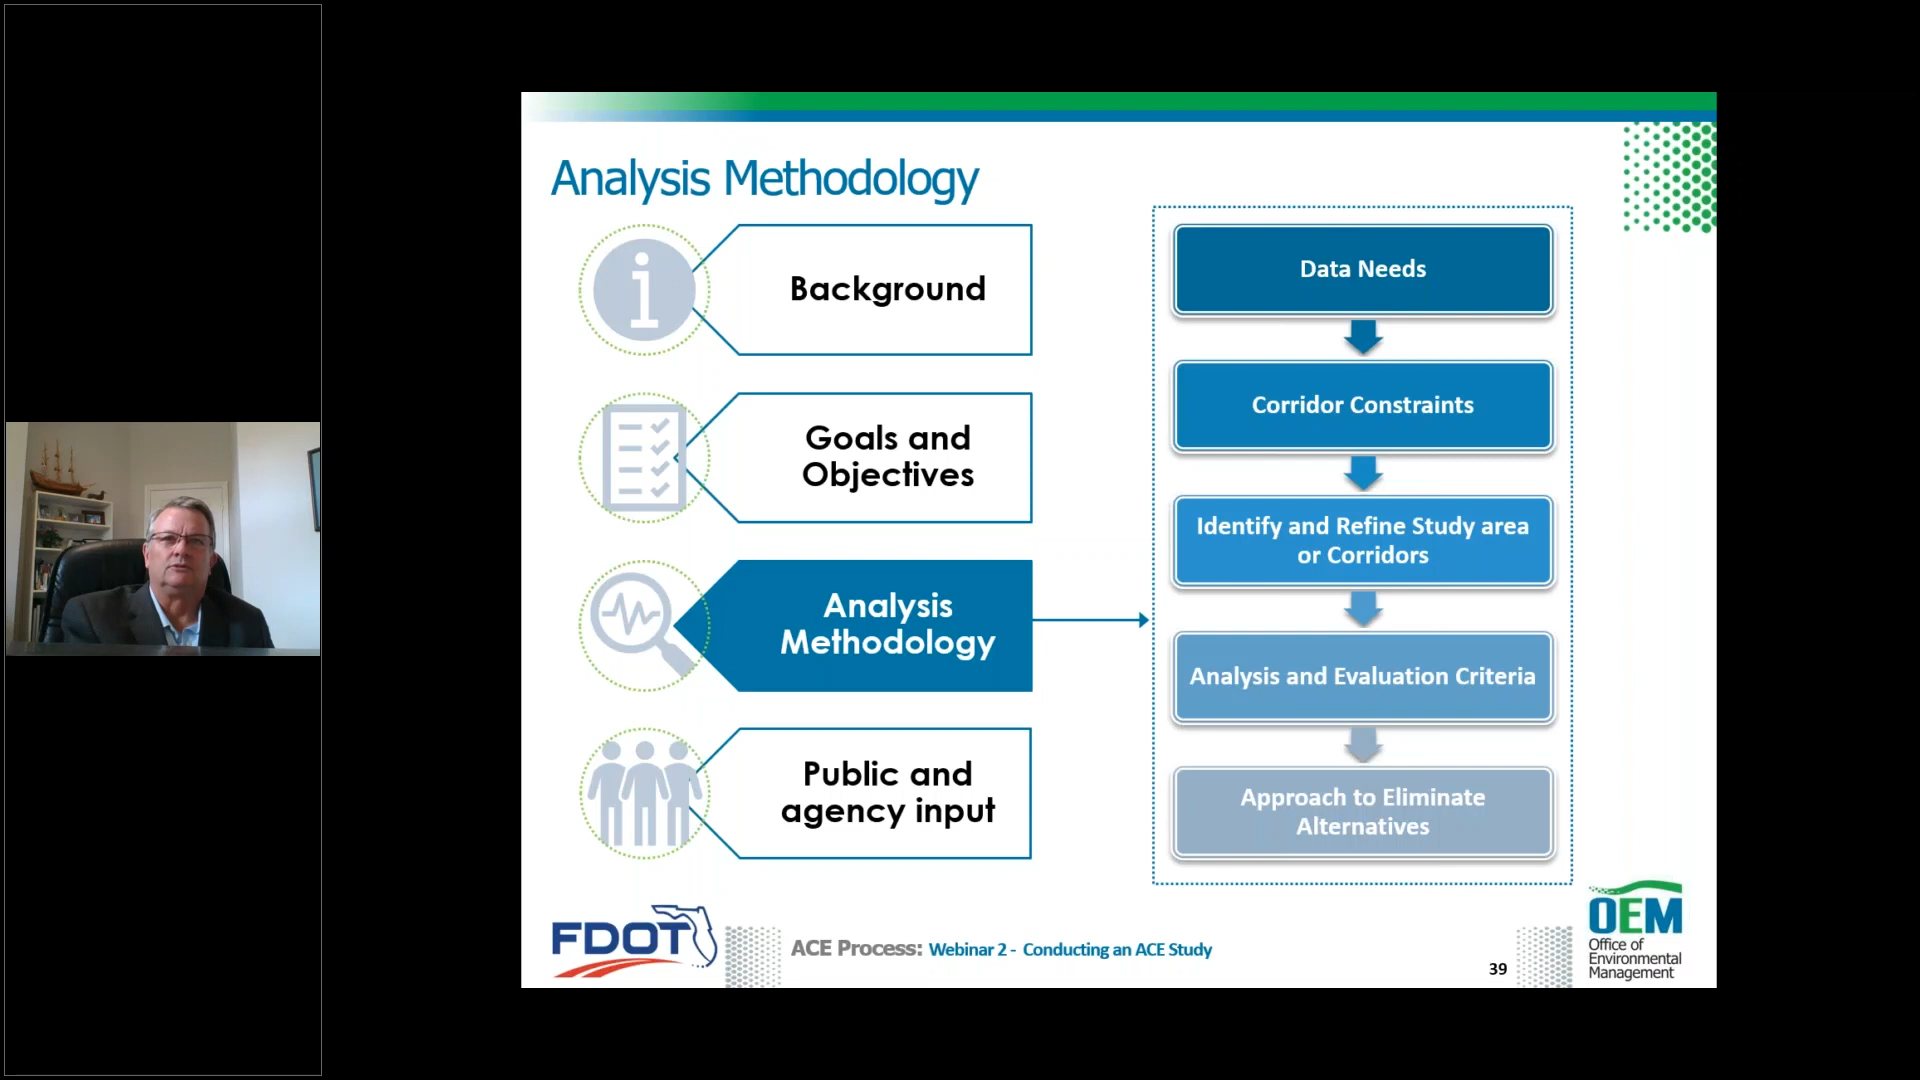 Analysis Methodology
Background
Goals and
Objectives
Analysis
Methodology
Public and
agency input
Data Needs
Corridor Constraints
Identify and Refine Study area
or Corridors
Analysis and Evaluation Criteria
Approach to Eliminate
Alternatives
FDOT
ACE Process: Webinar 2 - Conducting an ACE Study
39
OEM
Office of
Environmental
Management